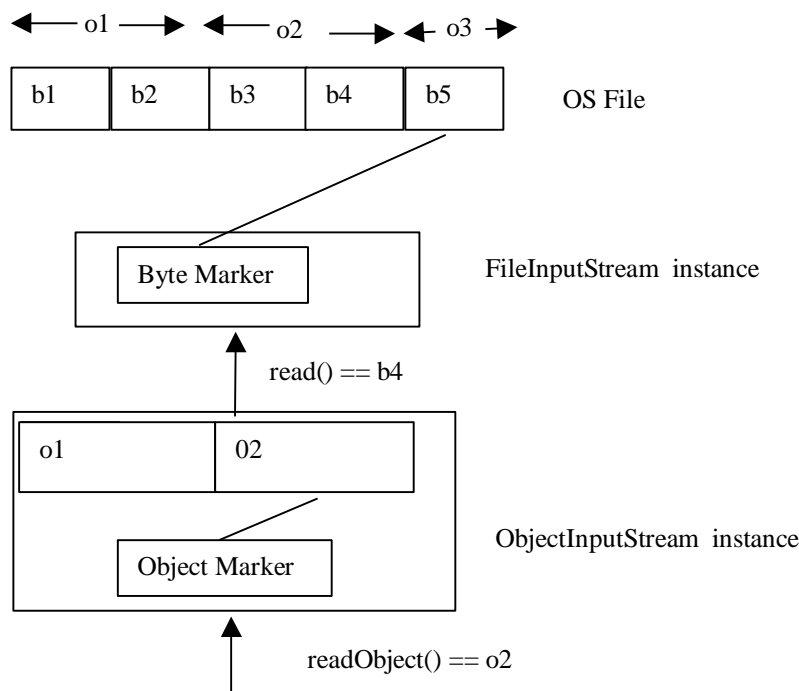 o1 o2 o3
b1 b2 b3 b4 b5 OS File
Byte Marker FileInputStream instance
read() == b4
o1 02
ObjectInputStream instance
Object Marker
readObject() == o2